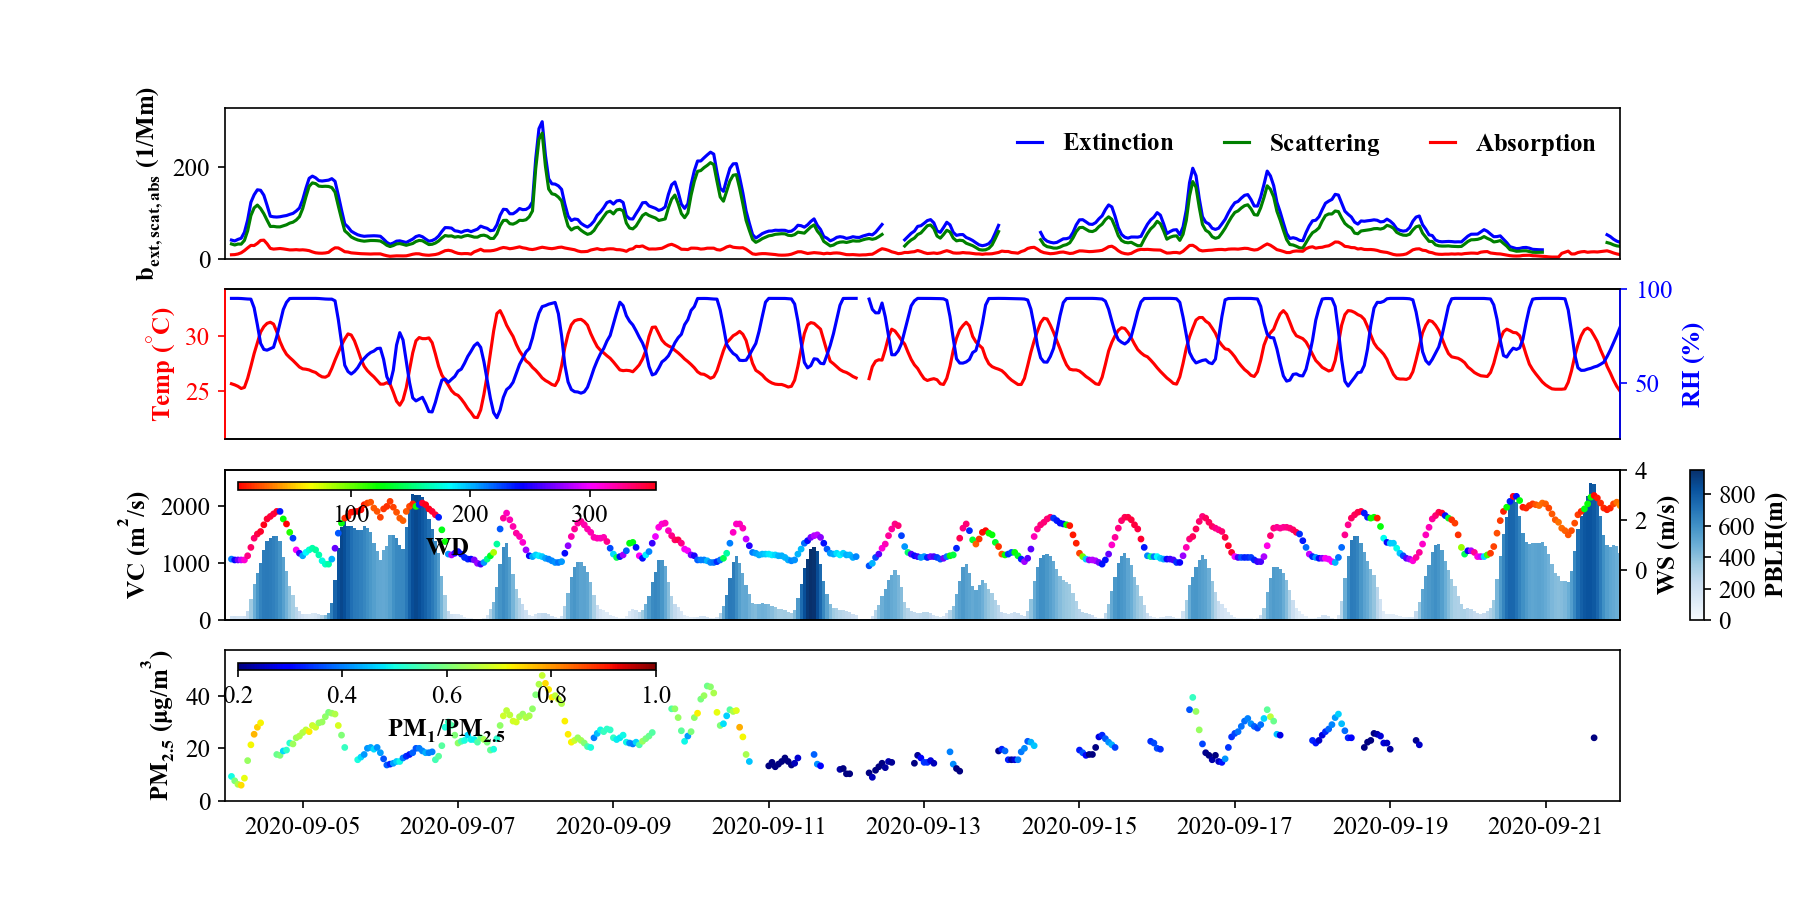 b_ext,scat,abs (1/Mm)
200
0
Extinction Scattering Absorption
Temp (°C)
30
25
100
50
RH (%)
VC (m²/s)
2000
1000
0
100 200 300
WD
4
2
0
WS (m/s)
800
600
400
200
0
PBLH(m)
PM₂.₅ (μg/m³)
40
20
0
0.2 0.4 0.6 0.8 1.0
PM₁/PM₂.₅
2020-09-05 2020-09-07 2020-09-09 2020-09-11 2020-09-13 2020-09-15 2020-09-17 2020-09-19 2020-09-21